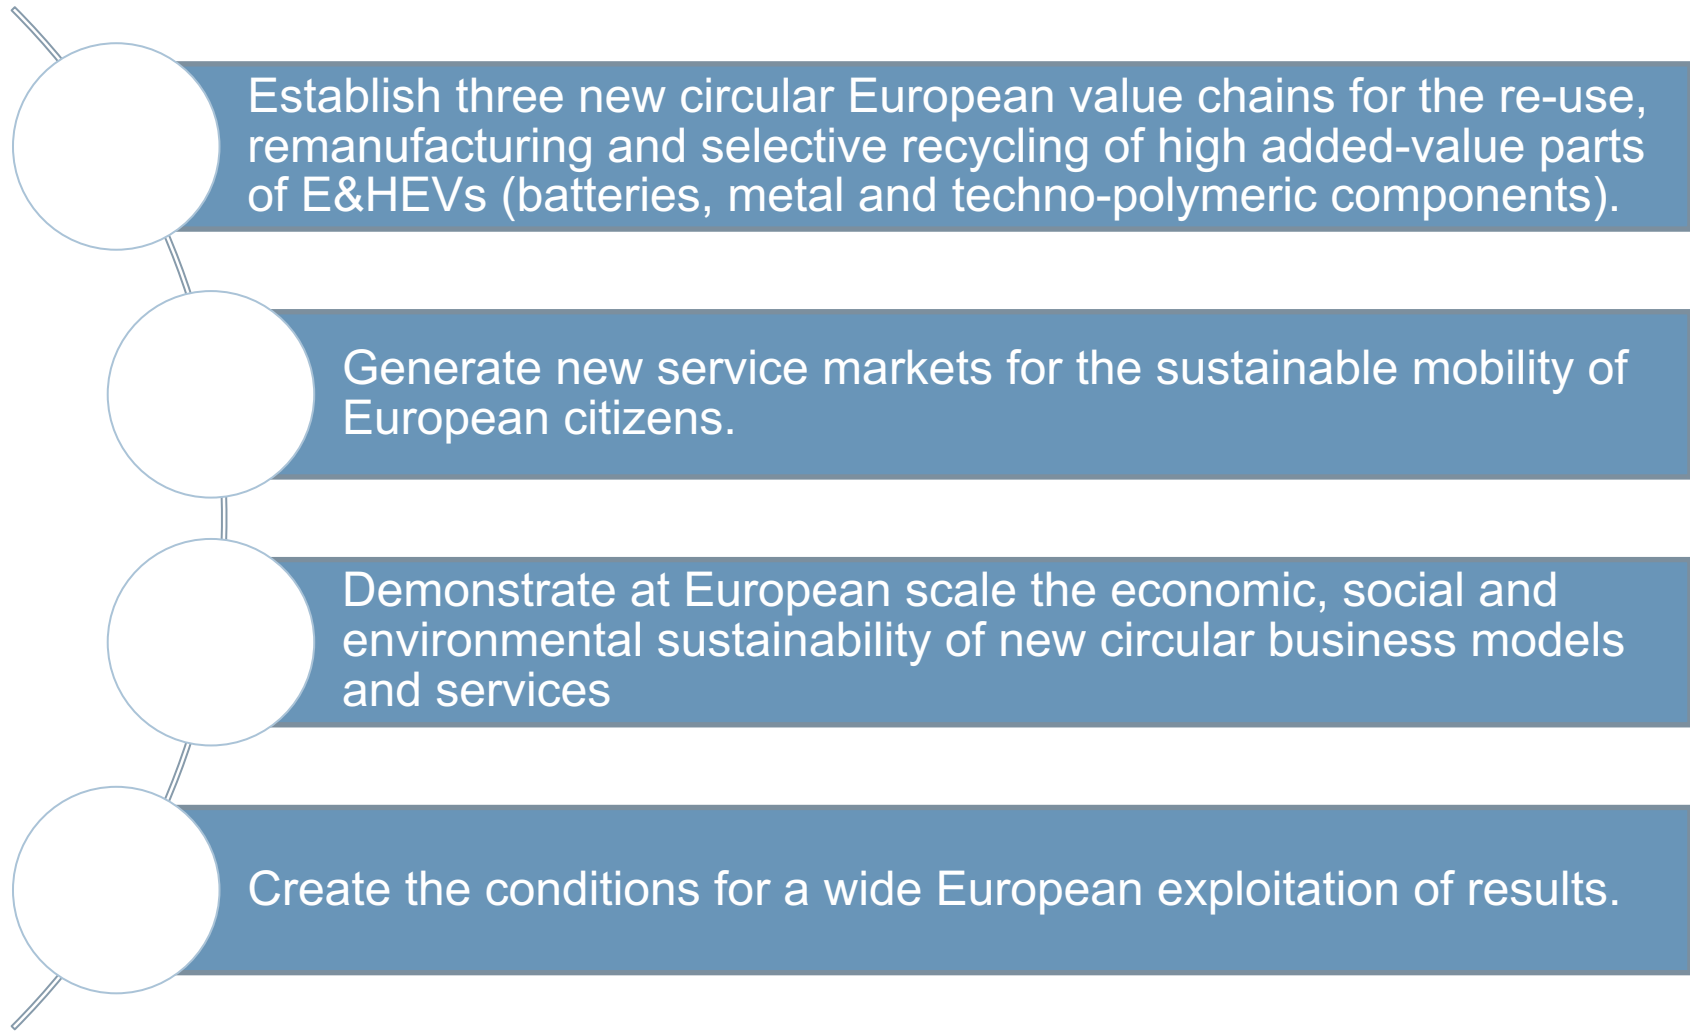 Establish three new circular European value chains for the re-use,
remanufacturing and selective recycling of high added-value parts
of E&HEVs (batteries, metal and techno-polymeric components).
Generate new service markets for the sustainable mobility of
European citizens.
Demonstrate at European scale the economic, social and
environmental sustainability of new circular business models
and services
Create the conditions for a wide European exploitation of results.